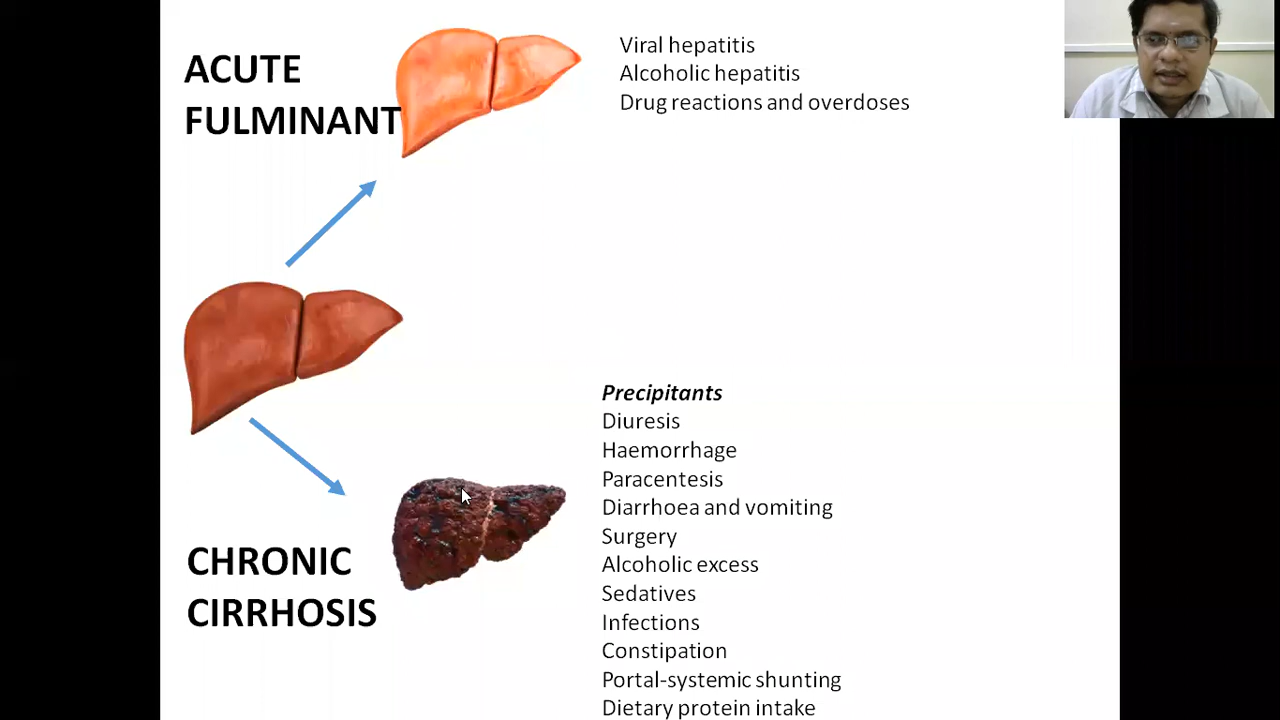 ACUTE
FULMINANT
Viral hepatitis
Alcoholic hepatitis
Drug reactions and overdoses
CHRONIC
CIRRHOSIS
Precipitants
Diuresis
Haemorrhage
Paracentesis
Diarrhoea and vomiting
Surgery
Alcoholic excess
Sedatives
Infections
Constipation
Portal-systemic shunting
Dietary protein intake